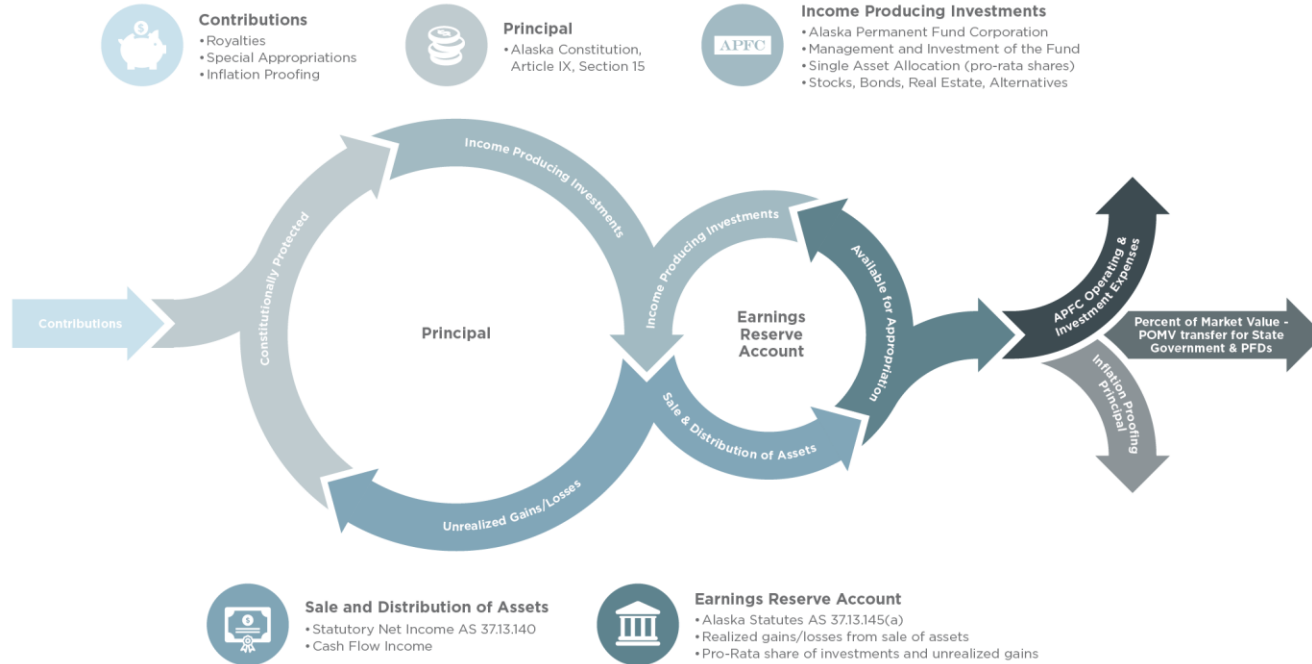 Contributions
• Royalties
• Special Appropriations
• Inflation Proofing
$
Principal
• Alaska Constitution,
Article IX, Section 15
APFC
Income Producing Investments
• Alaska Permanent Fund Corporation
• Management and Investment of the Fund
• Single Asset Allocation (pro-rata shares)
• Stocks, Bonds, Real Estate, Alternatives
Contributions
Constitutionally Protected
Income Producing Investments
Principal
Unrealized Gains/Losses
Income Producing Investments
Earnings
Reserve
Account
Sale & Distribution of Assets
Available for Appropriation
APFC Operating &
Investment Expenses
Percent of Market Value -
POMV transfer for State
Government & PFDs
Inflation Proofing
Principal
$
Sale and Distribution of Assets
• Statutory Net Income AS 37.13.140
• Cash Flow Income
Earnings Reserve Account
• Alaska Statutes AS 37.13.145(a)
• Realized gains/losses from sale of assets
• Pro-Rata share of investments and unrealized gains